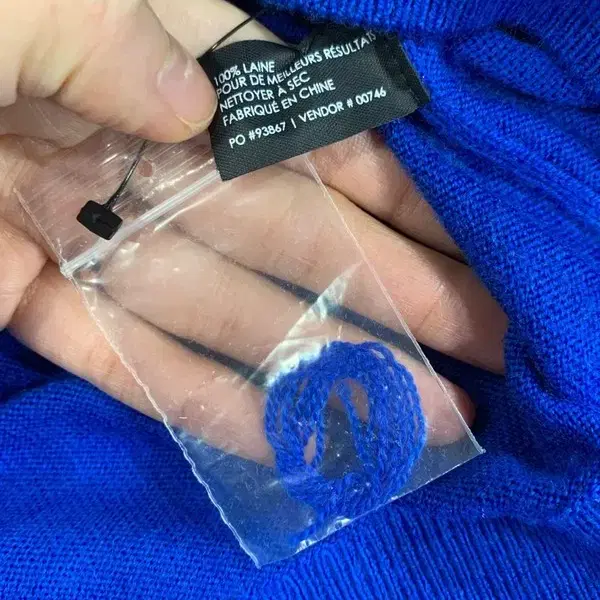 100% LAINE
POUR DE MEILLEURS RÉSULTATS
NETTOYER À SEC
FABRIQUÉ EN CHINE
PO #93867 | VENDOR # 00746